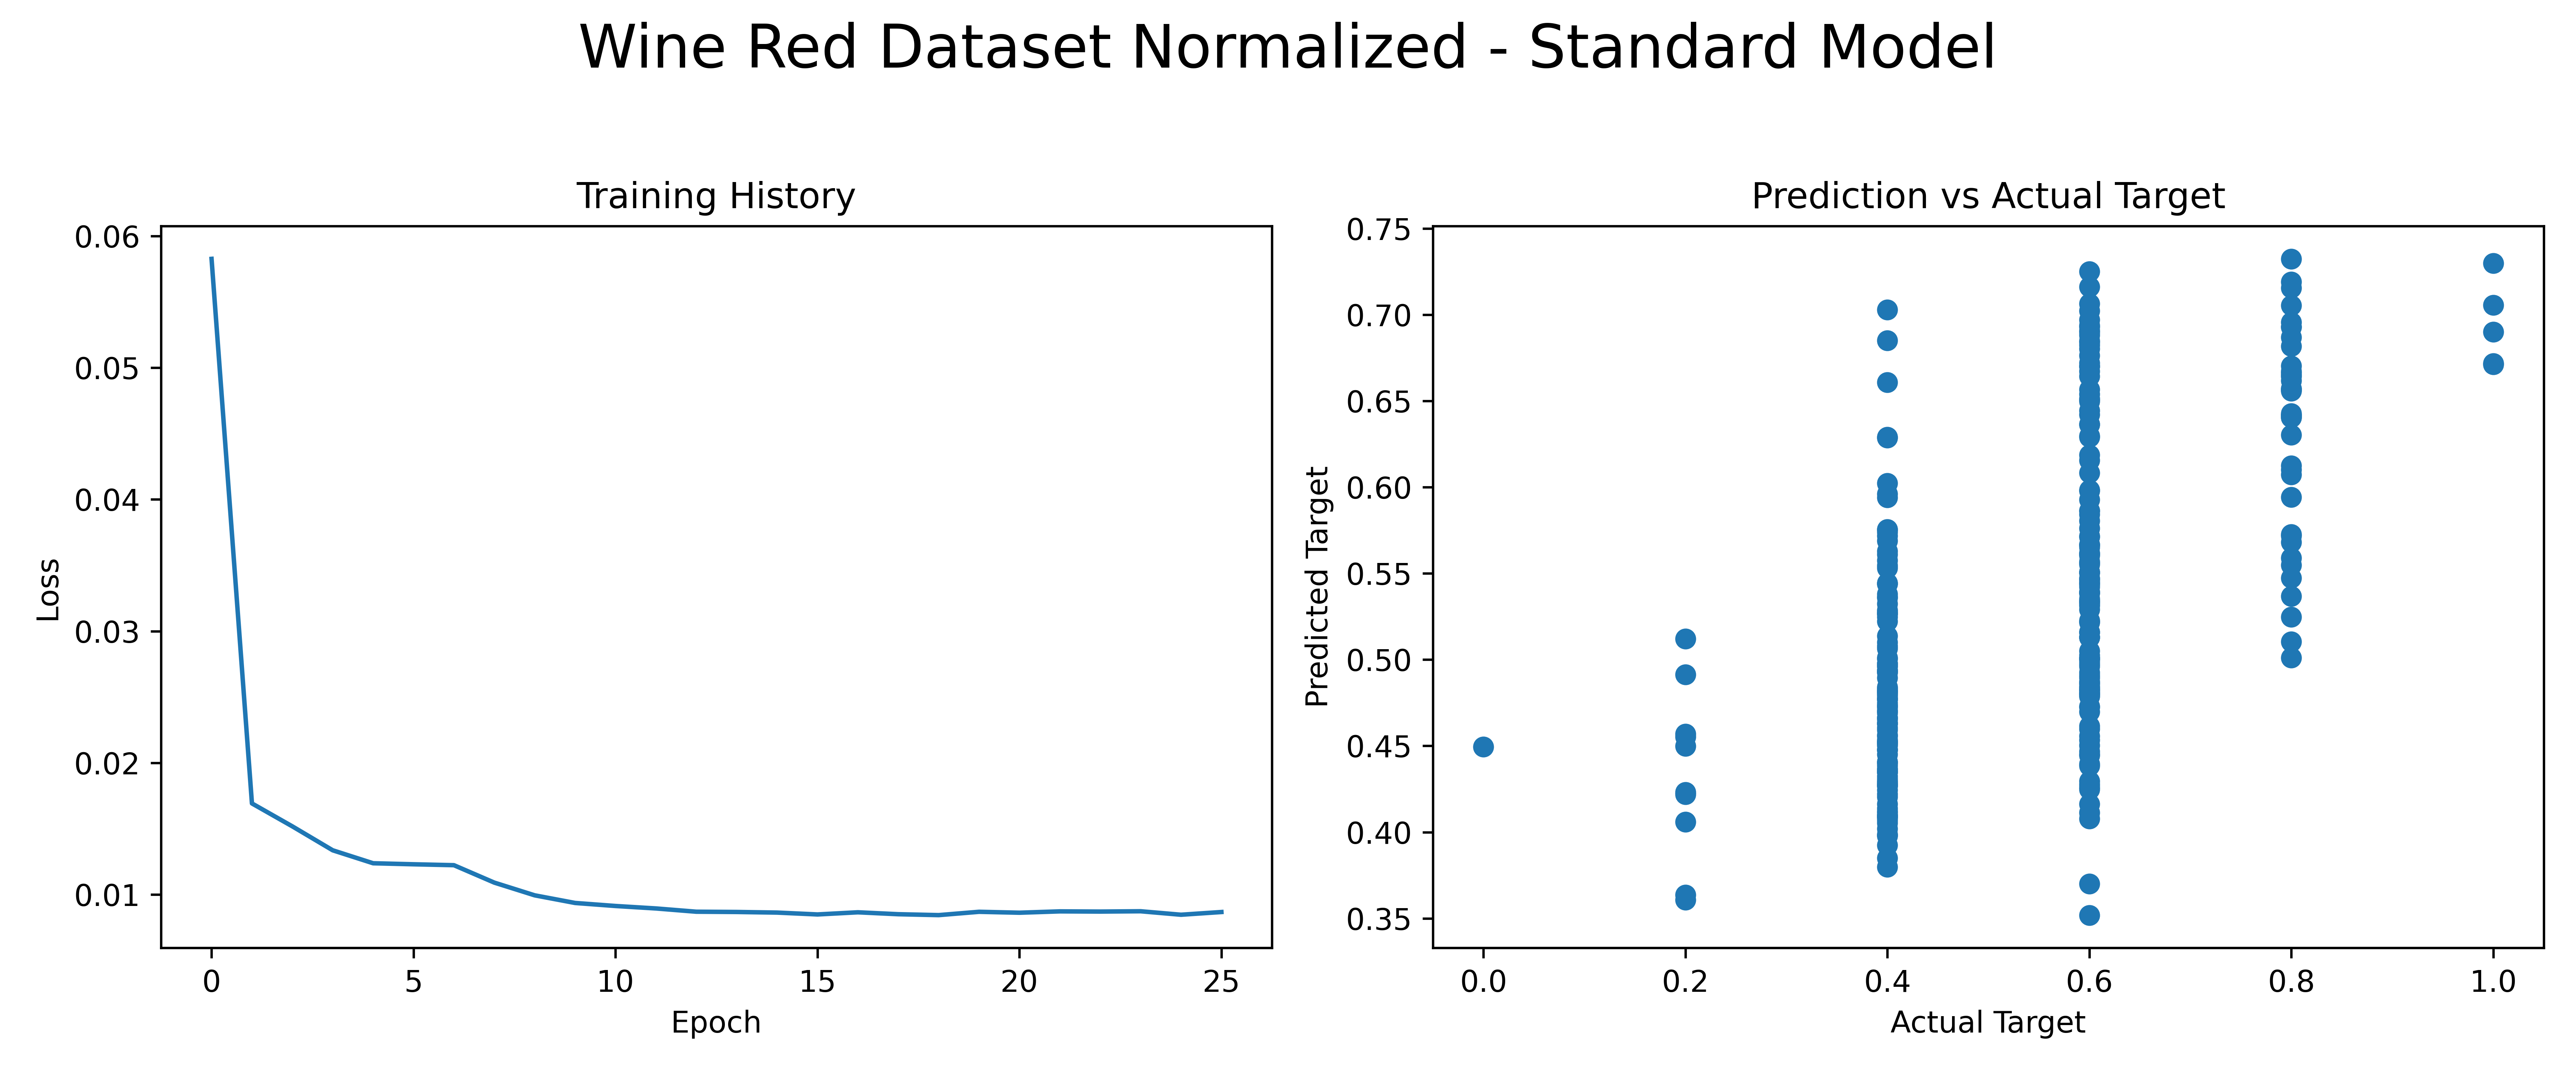 Wine Red Dataset Normalized - Standard Model
Training History
0.06
0.05
0.04
0.03
0.02
0.01
Loss
0 5 10 15 20 25
Epoch
Prediction vs Actual Target
0.75
0.70
0.65
0.60
0.55
0.50
0.45
0.40
0.35
Predicted Target
0.0 0.2 0.4 0.6 0.8 1.0
Actual Target